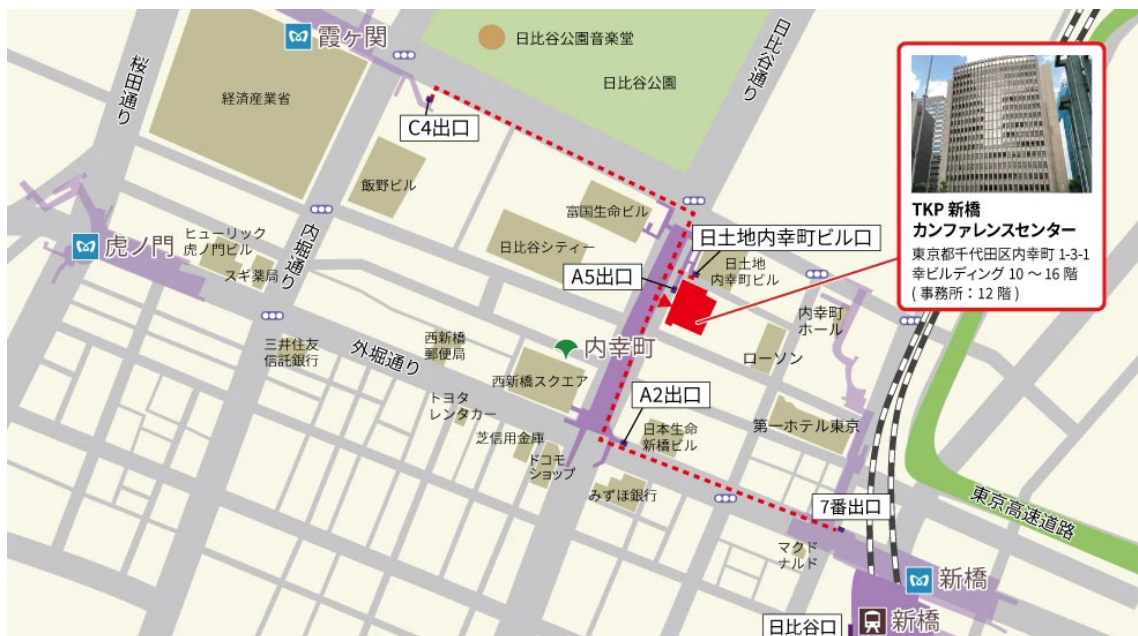 霞ヶ関
日比谷公園音楽堂
日比谷公園
日比谷通り
桜田通り
経済産業省
C4出口
飯野ビル
富国生命ビル
日比谷シティー
内堀通り
虎ノ門
ヒューリック
虎ノ門ビル
スギ薬局
日土地内幸町ビル口
日土地
内幸町ビル
A5出口
内幸町
内幸町
ホール
ローソン
三井住友
信託銀行
外堀通り
西新橋
郵便局
西新橋スクエア
トヨタ
レンタカー
芝信用金庫
ドコモ
ショップ
A2出口
日本生命
新橋ビル
第一ホテル東京
みずほ銀行
7番出口
マクド
ナルド
東京高速道路
新橋
新橋
日比谷口
TKP 新橋
カンファレンスセンター
東京都千代田区内幸町 1-3-1
幸ビルディング 10 ～ 16 階
( 事務所：12 階 )